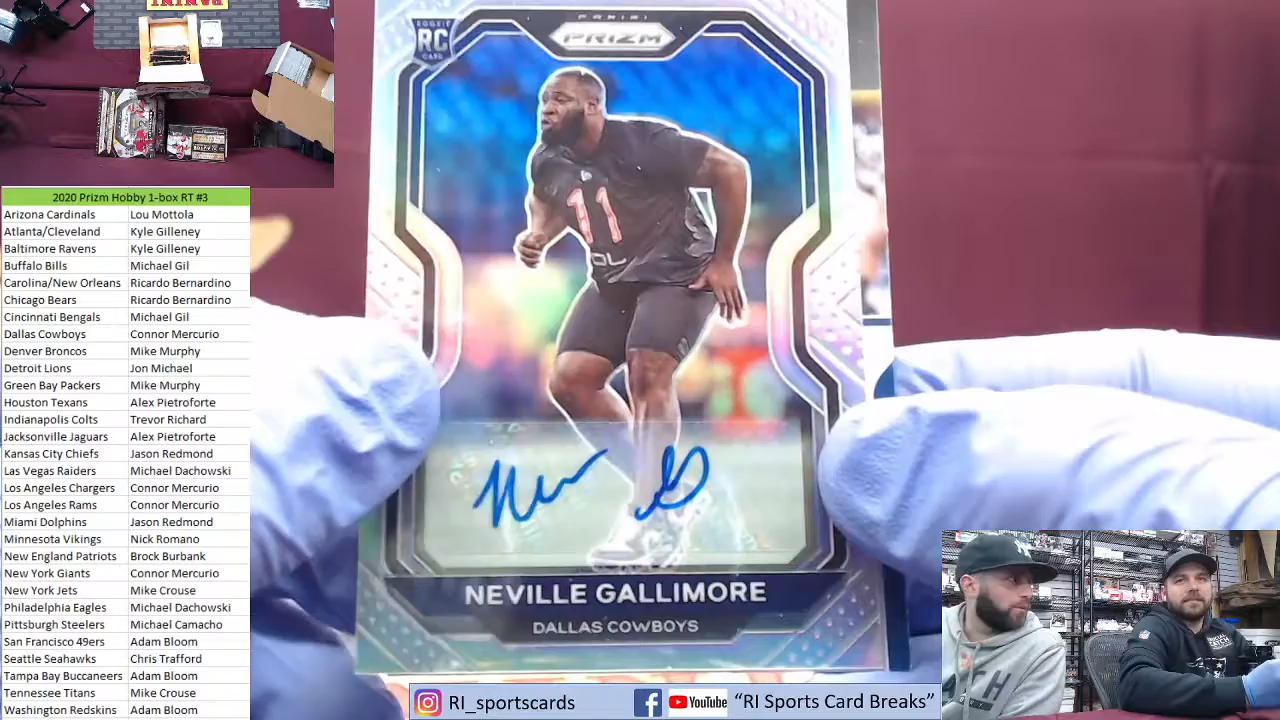 PANINI
PRIZM
ROOKIE
RC
CARD
11
OL
NEVILLE GALLIMORE
DALLAS COWBOYS
2020 Prizm Hobby 1-box RT #3
Arizona Cardinals Lou Mottola
Atlanta/Cleveland Kyle Gilleney
Baltimore Ravens Kyle Gilleney
Buffalo Bills Michael Gil
Carolina/New Orleans Ricardo Bernardino
Chicago Bears Ricardo Bernardino
Cincinnati Bengals Michael Gil
Dallas Cowboys Connor Mercurio
Denver Broncos Mike Murphy
Detroit Lions Jon Michael
Green Bay Packers Mike Murphy
Houston Texans Alex Pietroforte
Indianapolis Colts Trevor Richard
Jacksonville Jaguars Alex Pietroforte
Kansas City Chiefs Jason Redmond
Las Vegas Raiders Michael Dachowski
Los Angeles Chargers Connor Mercurio
Los Angeles Rams Connor Mercurio
Miami Dolphins Jason Redmond
Minnesota Vikings Nick Romano
New England Patriots Brock Burbank
New York Giants Connor Mercurio
New York Jets Mike Crouse
Philadelphia Eagles Michael Dachowski
Pittsburgh Steelers Michael Camacho
San Francisco 49ers Adam Bloom
Seattle Seahawks Chris Trafford
Tampa Bay Buccaneers Adam Bloom
Tennessee Titans Mike Crouse
Washington Redskins Adam Bloom
RI_sportscards
YouTube "RI Sports Card Breaks"